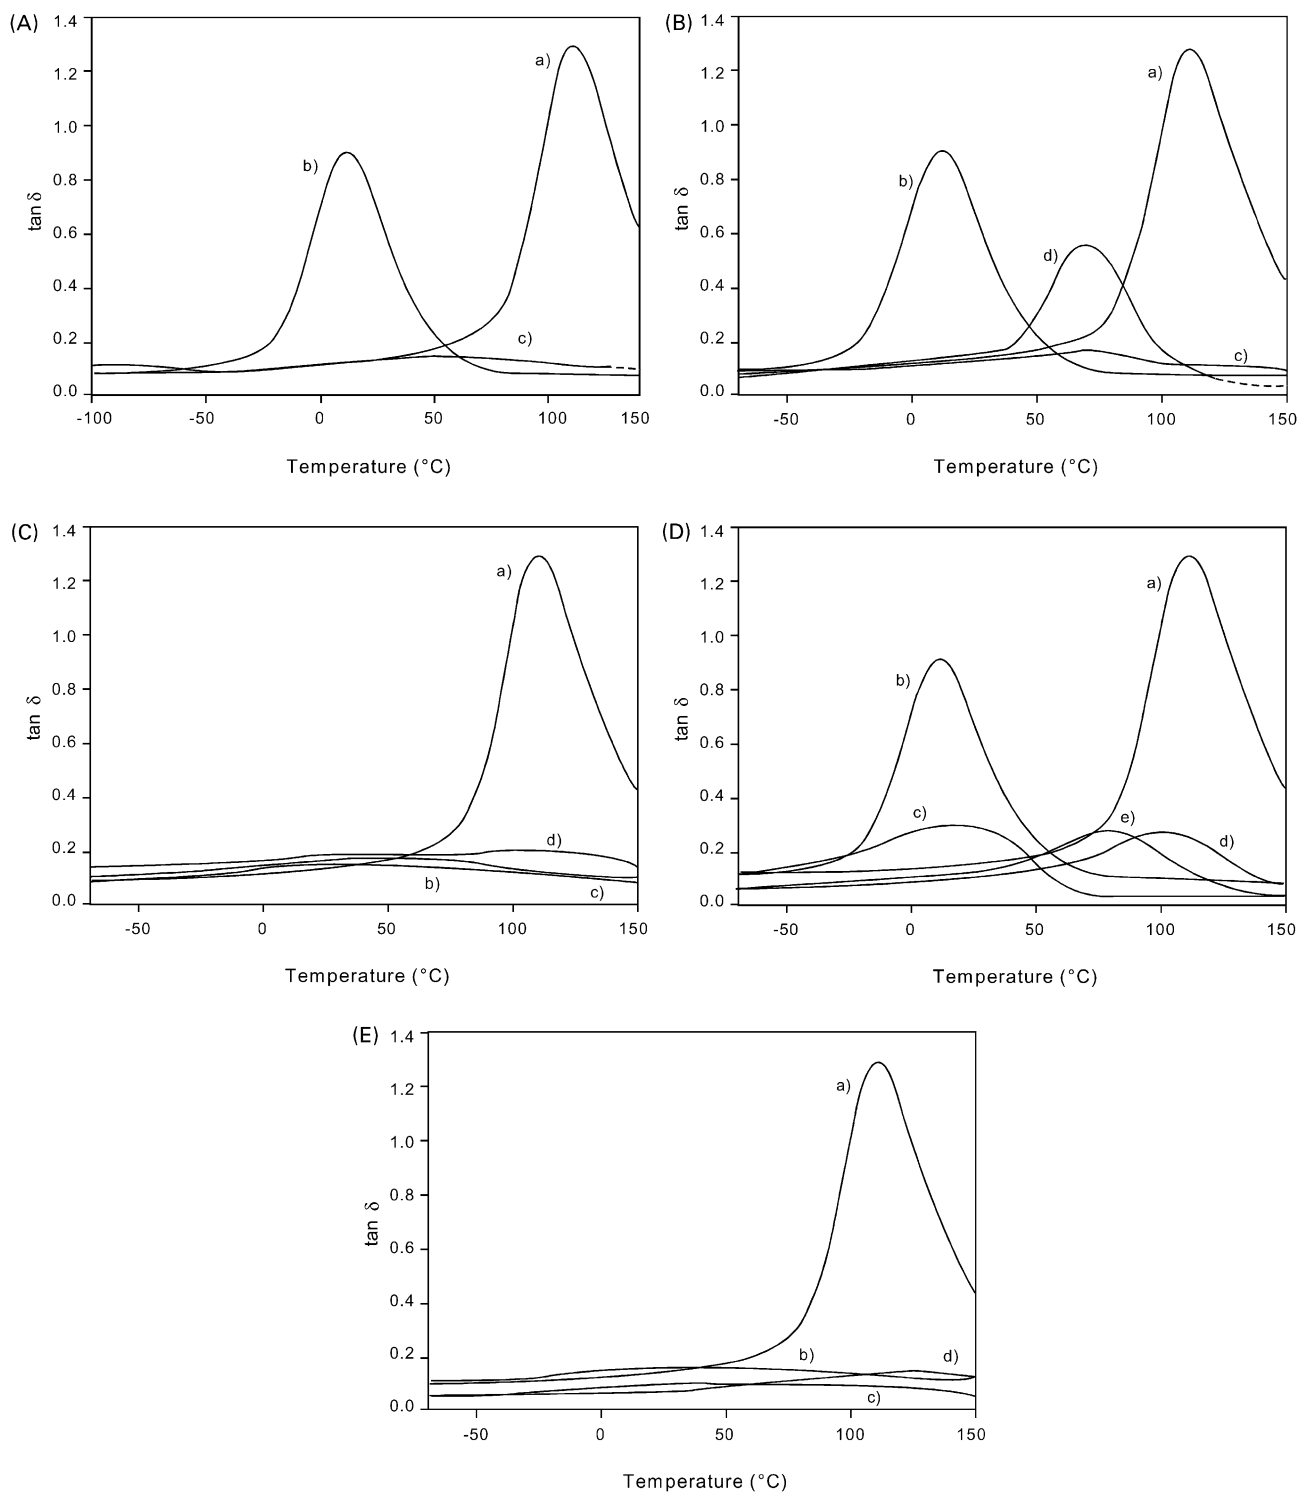 (A)
1.4
1.2
1.0
0.8
0.6
0.4
0.2
0.0
tan δ
a)
b)
c)
-100 -50 0 50 100 150
Temperature (°C)
(B)
1.4
1.2
1.0
0.8
0.6
0.4
0.2
0.0
tan δ
a)
b)
d)
c)
-50 0 50 100 150
Temperature (°C)
(C)
1.4
1.2
1.0
0.8
0.6
0.4
0.2
0.0
tan δ
a)
d)
b)
c)
-50 0 50 100 150
Temperature (°C)
(D)
1.4
1.2
1.0
0.8
0.6
0.4
0.2
0.0
tan δ
a)
b)
c)
e)
d)
-50 0 50 100 150
Temperature (°C)
(E)
1.4
1.2
1.0
0.8
0.6
0.4
0.2
0.0
tan δ
a)
b)
d)
c)
-50 0 50 100 150
Temperature (°C)